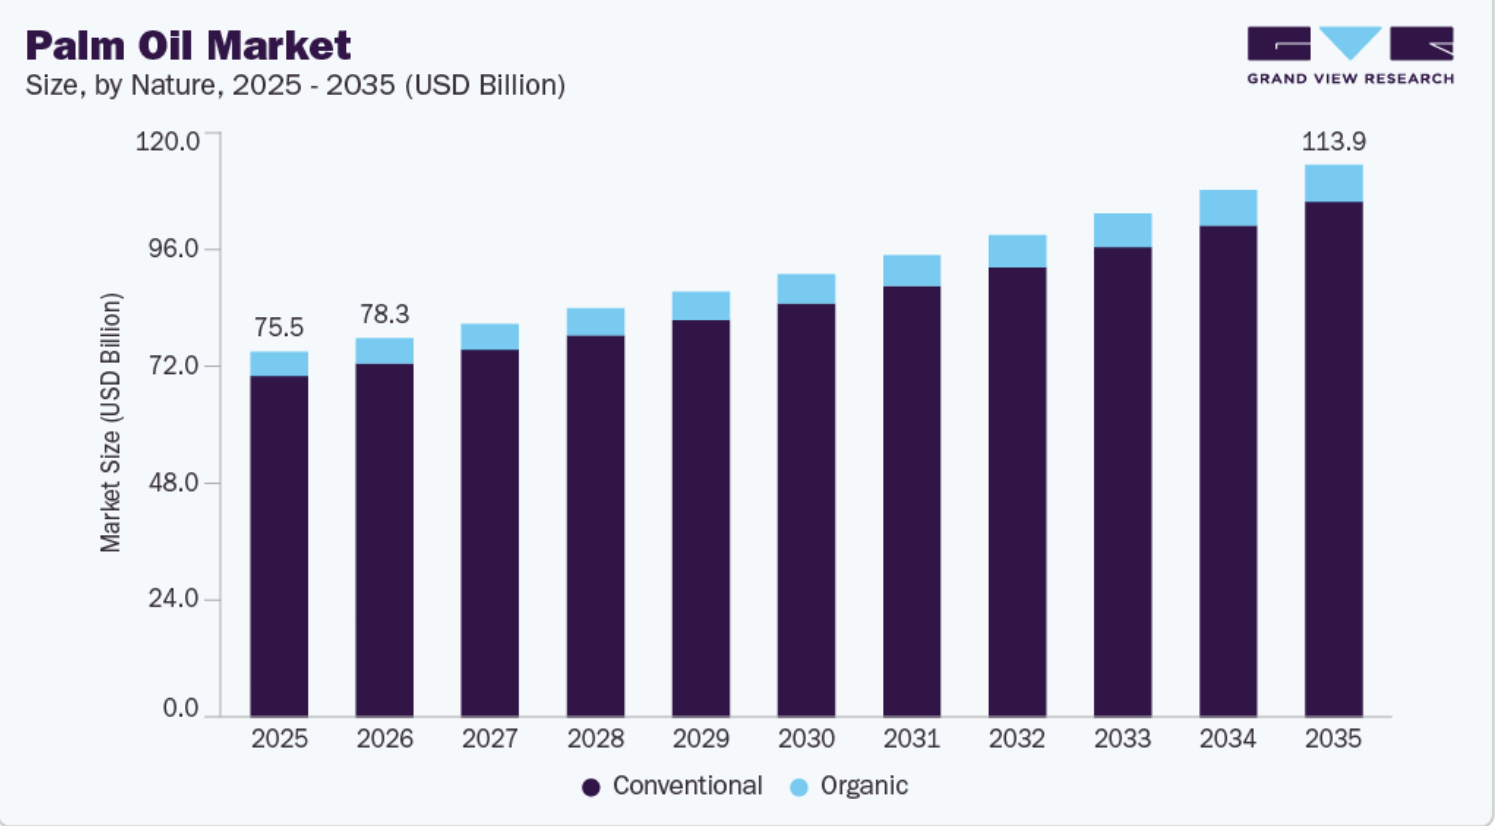 Palm Oil Market
Size, by Nature, 2025 - 2035 (USD Billion)
GRAND VIEW RESEARCH
Market Size (USD Billion)
120.0
96.0
72.0
48.0
24.0
0.0
75.5
78.3
113.9
2025 2026 2027 2028 2029 2030 2031 2032 2033 2034 2035
Conventional Organic